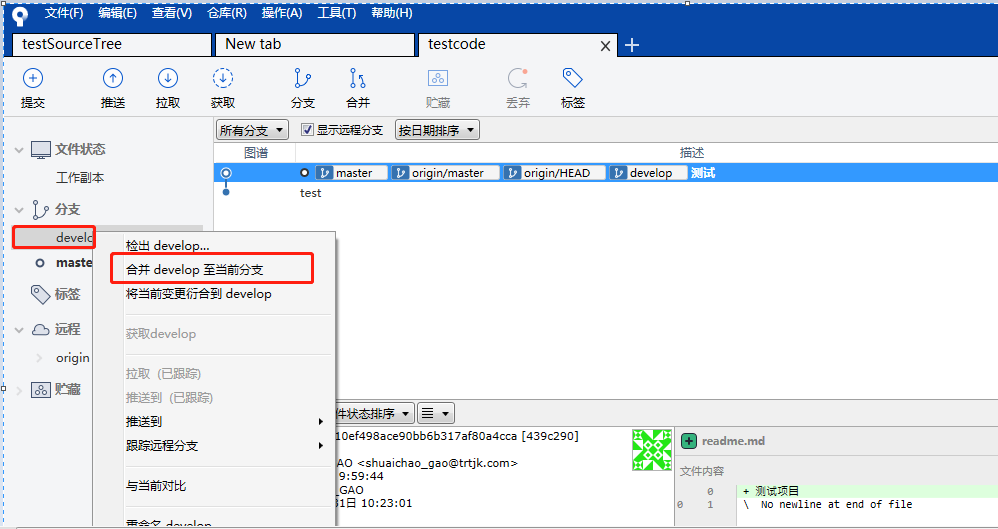 文件(F) 编辑(E) 查看(V) 仓库(R) 操作(A) 工具(T) 帮助(H)
testSourceTree New tab testcode
提交 推送 拉取 获取 分支 合并 贮藏 丢弃 标签
所有分支 显示远程分支 按日期排序
图谱 描述
master origin/master origin/HEAD develop 测试
test
文件状态
工作副本
分支
develo
maste
标签
远程
origin
贮藏
检出 develop...
合并 develop 至当前分支
将当前变更衍合到 develop
获取develop
拉取 (已跟踪)
推送到 (已跟踪)
推送到
跟踪远程分支
与当前对比
重命名 develop
件状态排序
10ef498ace90bb6b317af80a4cca [439c290]
AO <shuaichao_gao@trtjk.com>
9:59:44
_GAO
31日 10:23:01
readme.md
文件内容
0 + 测试项目
0 1 \ No newline at end of file